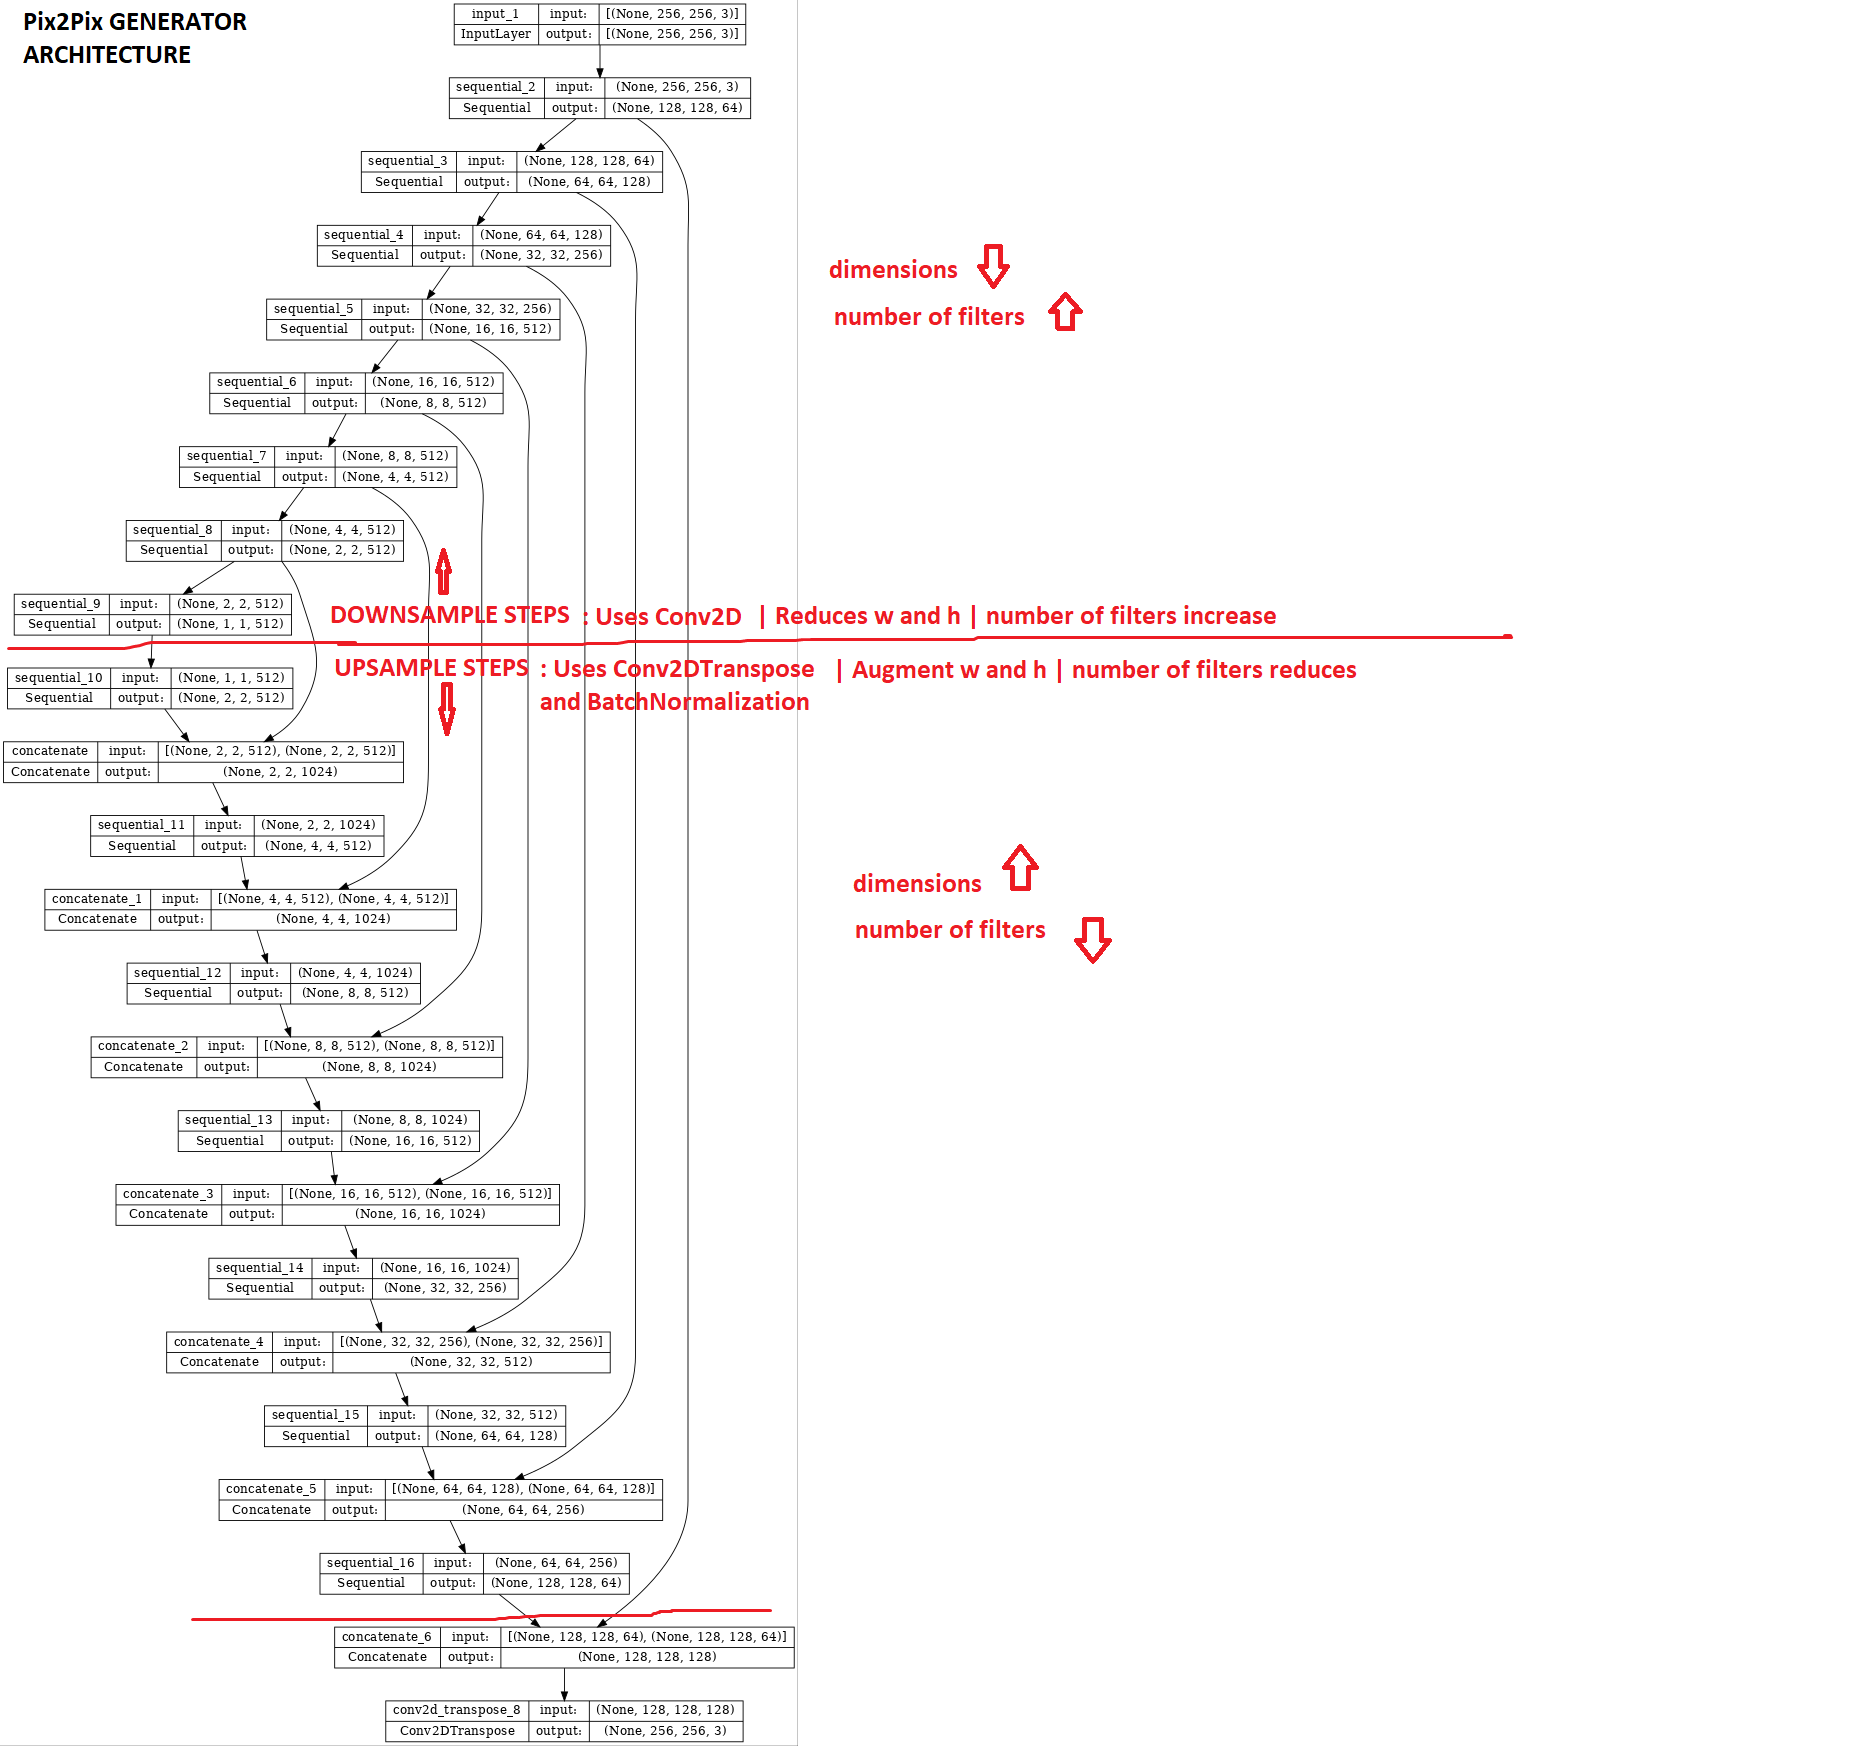 Pix2Pix GENERATOR
ARCHITECTURE
input_1 input: [(None, 256, 256, 3)]
InputLayer output: [(None, 256, 256, 3)]
sequential_2 input: (None, 256, 256, 3)
Sequential output: (None, 128, 128, 64)
sequential_3 input: (None, 128, 128, 64)
Sequential output: (None, 64, 64, 128)
sequential_4 input: (None, 64, 64, 128)
Sequential output: (None, 32, 32, 256)
dimensions
number of filters
sequential_5 input: (None, 32, 32, 256)
Sequential output: (None, 16, 16, 512)
sequential_6 input: (None, 16, 16, 512)
Sequential output: (None, 8, 8, 512)
sequential_7 input: (None, 8, 8, 512)
Sequential output: (None, 4, 4, 512)
sequential_8 input: (None, 4, 4, 512)
Sequential output: (None, 2, 2, 512)
sequential_9 input: (None, 2, 2, 512)
Sequential output: (None, 1, 1, 512)
DOWNSAMPLE STEPS : Uses Conv2D | Reduces w and h | number of filters increase
UPSAMPLE STEPS : Uses Conv2DTranspose | Augment w and h | number of filters reduces
and BatchNormalization
sequential_10 input: (None, 1, 1, 512)
Sequential output: (None, 2, 2, 512)
concatenate input: [(None, 2, 2, 512), (None, 2, 2, 512)]
Concatenate output: (None, 2, 2, 1024)
sequential_11 input: (None, 2, 2, 1024)
Sequential output: (None, 4, 4, 512)
dimensions
number of filters
concatenate_1 input: [(None, 4, 4, 512), (None, 4, 4, 512)]
Concatenate output: (None, 4, 4, 1024)
sequential_12 input: (None, 4, 4, 1024)
Sequential output: (None, 8, 8, 512)
concatenate_2 input: [(None, 8, 8, 512), (None, 8, 8, 512)]
Concatenate output: (None, 8, 8, 1024)
sequential_13 input: (None, 8, 8, 1024)
Sequential output: (None, 16, 16, 512)
concatenate_3 input: [(None, 16, 16, 512), (None, 16, 16, 512)]
Concatenate output: (None, 16, 16, 1024)
sequential_14 input: (None, 16, 16, 1024)
Sequential output: (None, 32, 32, 256)
concatenate_4 input: [(None, 32, 32, 256), (None, 32, 32, 256)]
Concatenate output: (None, 32, 32, 512)
sequential_15 input: (None, 32, 32, 512)
Sequential output: (None, 64, 64, 128)
concatenate_5 input: [(None, 64, 64, 128), (None, 64, 64, 128)]
Concatenate output: (None, 64, 64, 256)
sequential_16 input: (None, 64, 64, 256)
Sequential output: (None, 128, 128, 64)
concatenate_6 input: [(None, 128, 128, 64), (None, 128, 128, 64)]
Concatenate output: (None, 128, 128, 128)
conv2d_transpose_8 input: (None, 128, 128, 128)
Conv2DTranspose output: (None, 256, 256, 3)